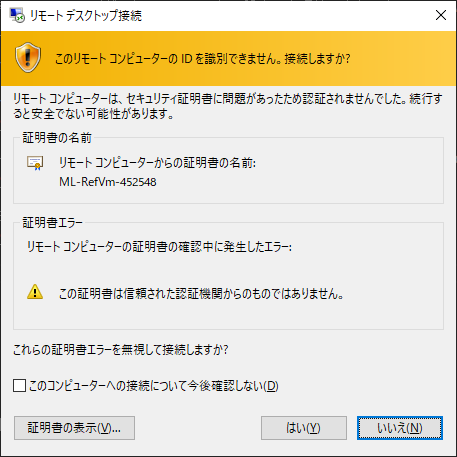 リモート デスクトップ接続
このリモート コンピューターの ID を識別できません。接続しますか?
リモート コンピューターは、セキュリティ証明書に問題があったため認証されませんでした。続行す
ると安全でない可能性があります。
証明書の名前
リモート コンピューターからの証明書の名前:
ML-RefVm-452548
証明書エラー
リモート コンピューターの証明書の確認中に発生したエラー:
この証明書は信頼された認証機関からのものではありません。
これらの証明書エラーを無視して接続しますか?
このコンピューターへの接続について今後確認しない(D)
証明書の表示(V)... はい(Y) いいえ(N)